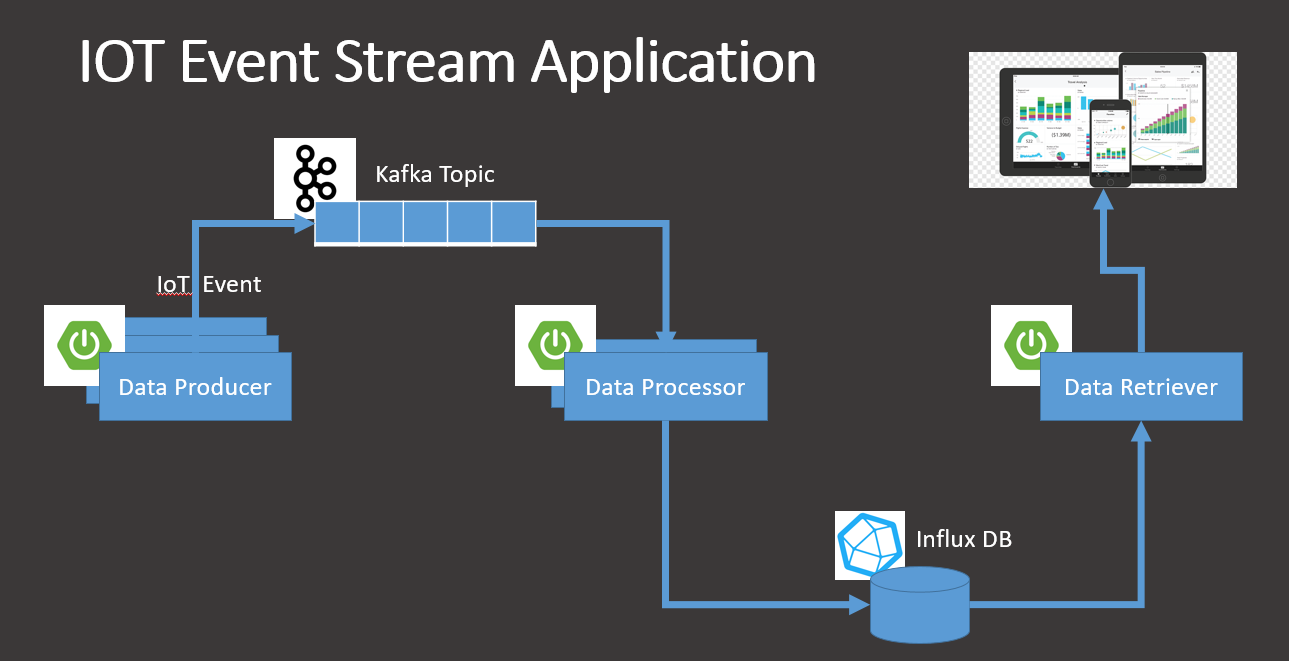 IOT Event Stream Application
Kafka Topic
IoT Event
Data Producer
Data Processor
Data Retriever
Influx DB